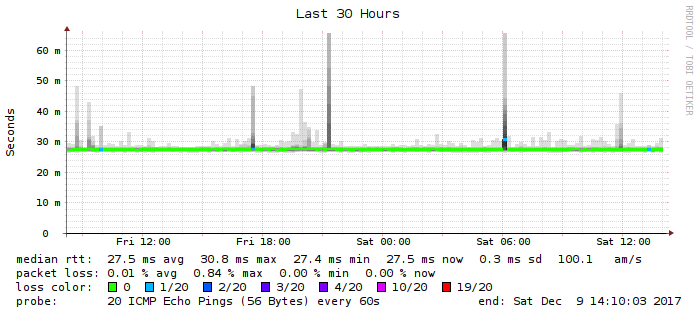 Last 30 Hours
RRDTOOL / TOBI OETIKER
Seconds
60 m
50 m
40 m
30 m
20 m
10 m
0
Fri 12:00 Fri 18:00 Sat 00:00 Sat 06:00 Sat 12:00
median rtt: 27.5 ms avg 30.8 ms max 27.4 ms min 27.5 ms now 0.3 ms sd 100.1 am/s
packet loss: 0.01 % avg 0.84 % max 0.00 % min 0.00 % now
loss color: 0 1/20 2/20 3/20 4/20 10/20 19/20
probe: 20 ICMP Echo Pings (56 Bytes) every 60s end: Sat Dec 9 14:10:03 2017